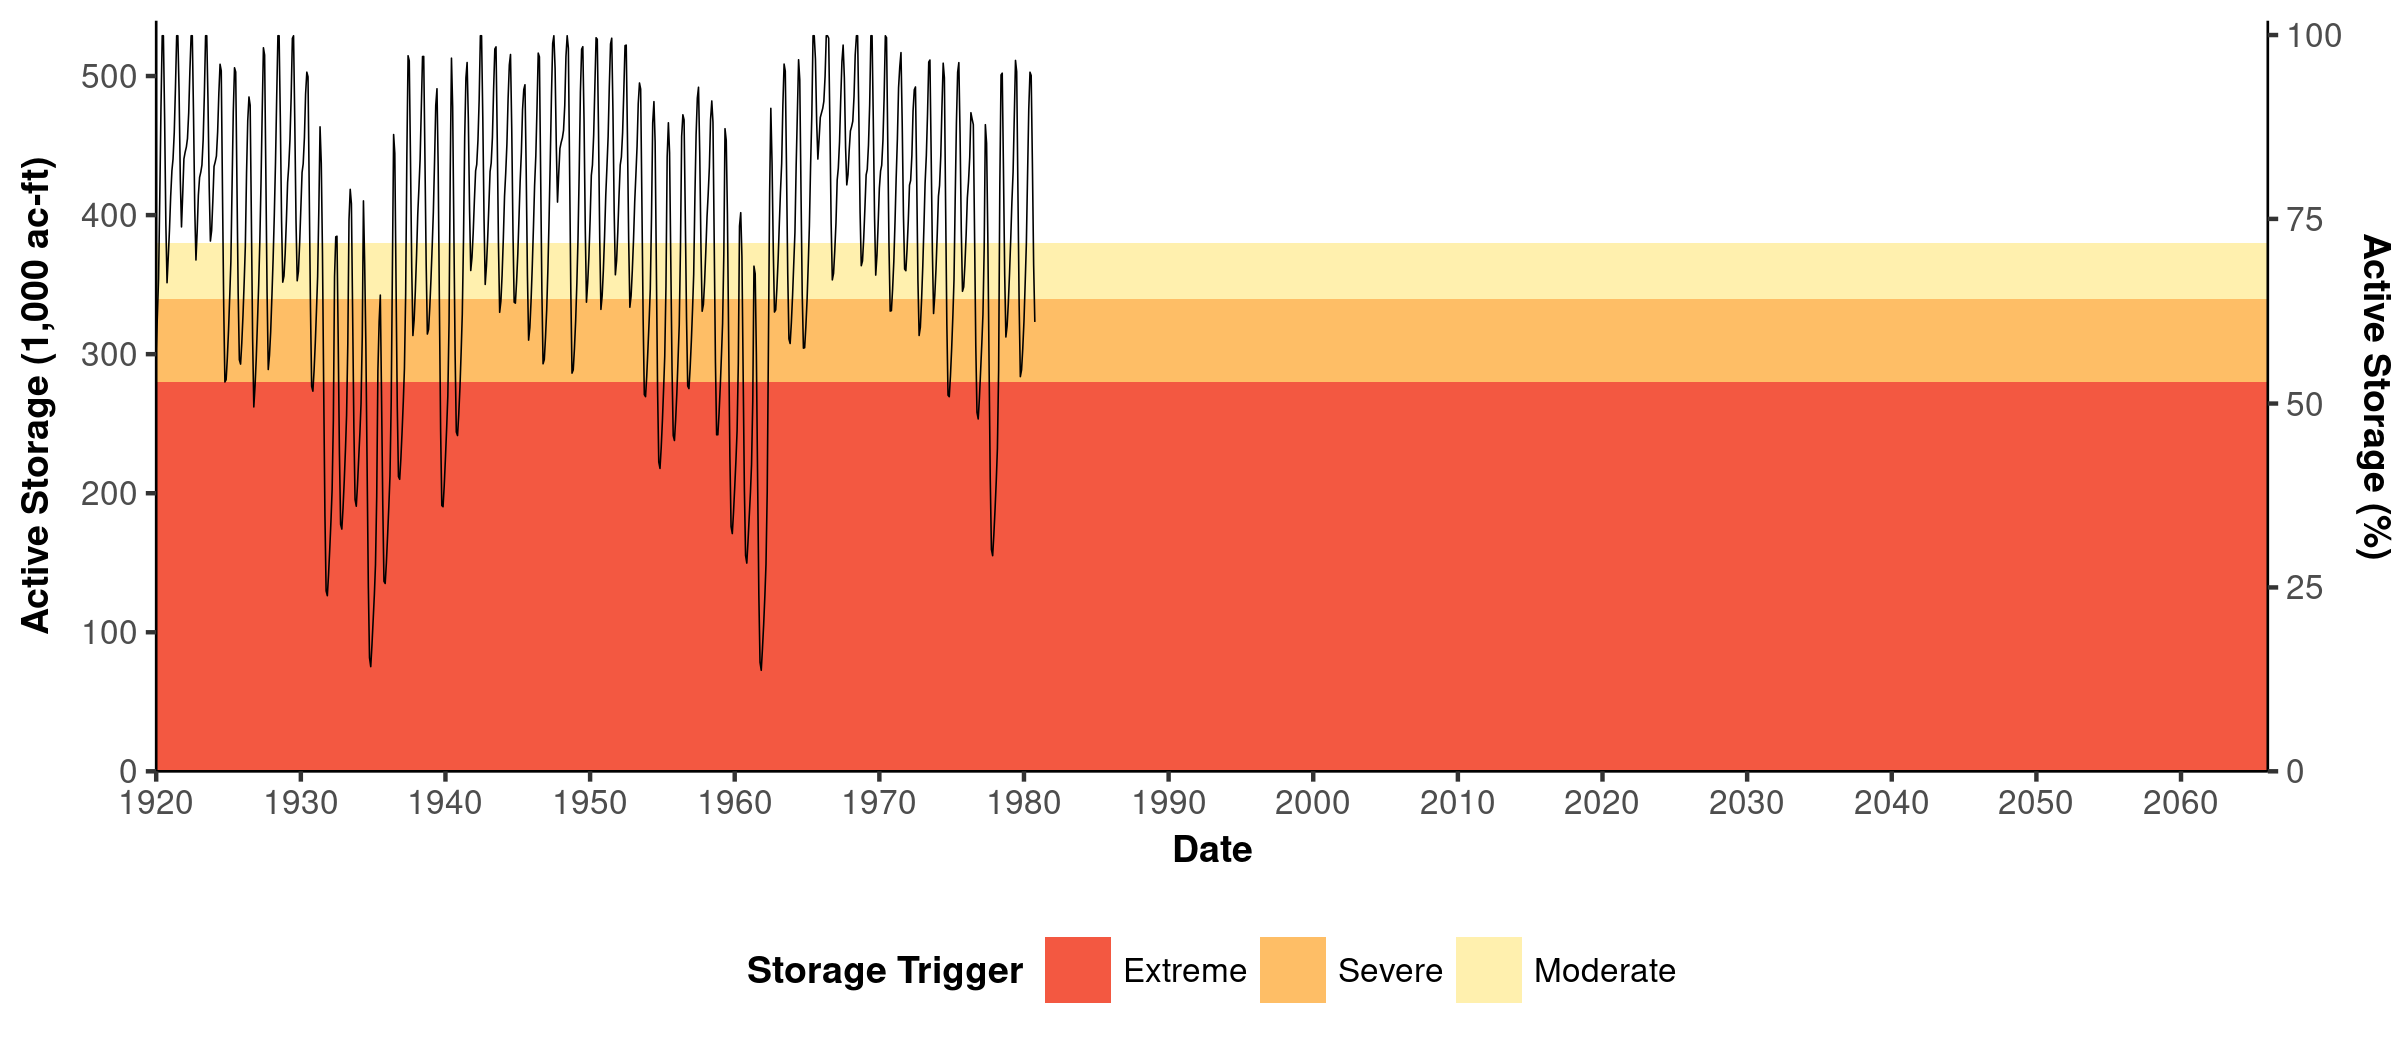 Active Storage (1,000 ac-ft)
500
400
300
200
100
0
100
75
50
25
0
Active Storage (%)
1920 1930 1940 1950 1960 1970 1980 1990 2000 2010 2020 2030 2040 2050 2060
Date
Storage Trigger Extreme Severe Moderate